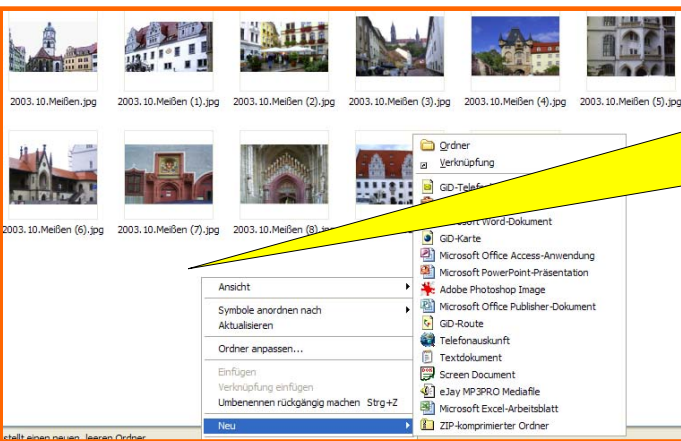 2003.10.Meißen.jpg 2003.10.Meißen (1).jpg 2003.10.Meißen (2).jpg 2003.10.Meißen (3).jpg 2003.10.Meißen (4).jpg 2003.10.Meißen (5).jpg
2003.10.Meißen (6).jpg 2003.10.Meißen (7).jpg 2003.10.Meißen (8).jpg
Ansicht
Symbole anordnen nach
Aktualisieren
Ordner anpassen...
Einfügen
Verknüpfung einfügen
Umbenennen rückgängig machen Strg+Z
Neu
Ordner
Verknüpfung
Word-Dokument
GiD-Karte
Microsoft Office Access-Anwendung
Microsoft PowerPoint-Präsentation
Adobe Photoshop Image
Microsoft Office Publisher-Dokument
GiD-Route
Telefonauskunft
Textdokument
Screen Document
eJay MP3PRO Mediafile
Microsoft Excel-Arbeitsblatt
ZIP-komprimierter Ordner
einen neuen, leeren Ordner